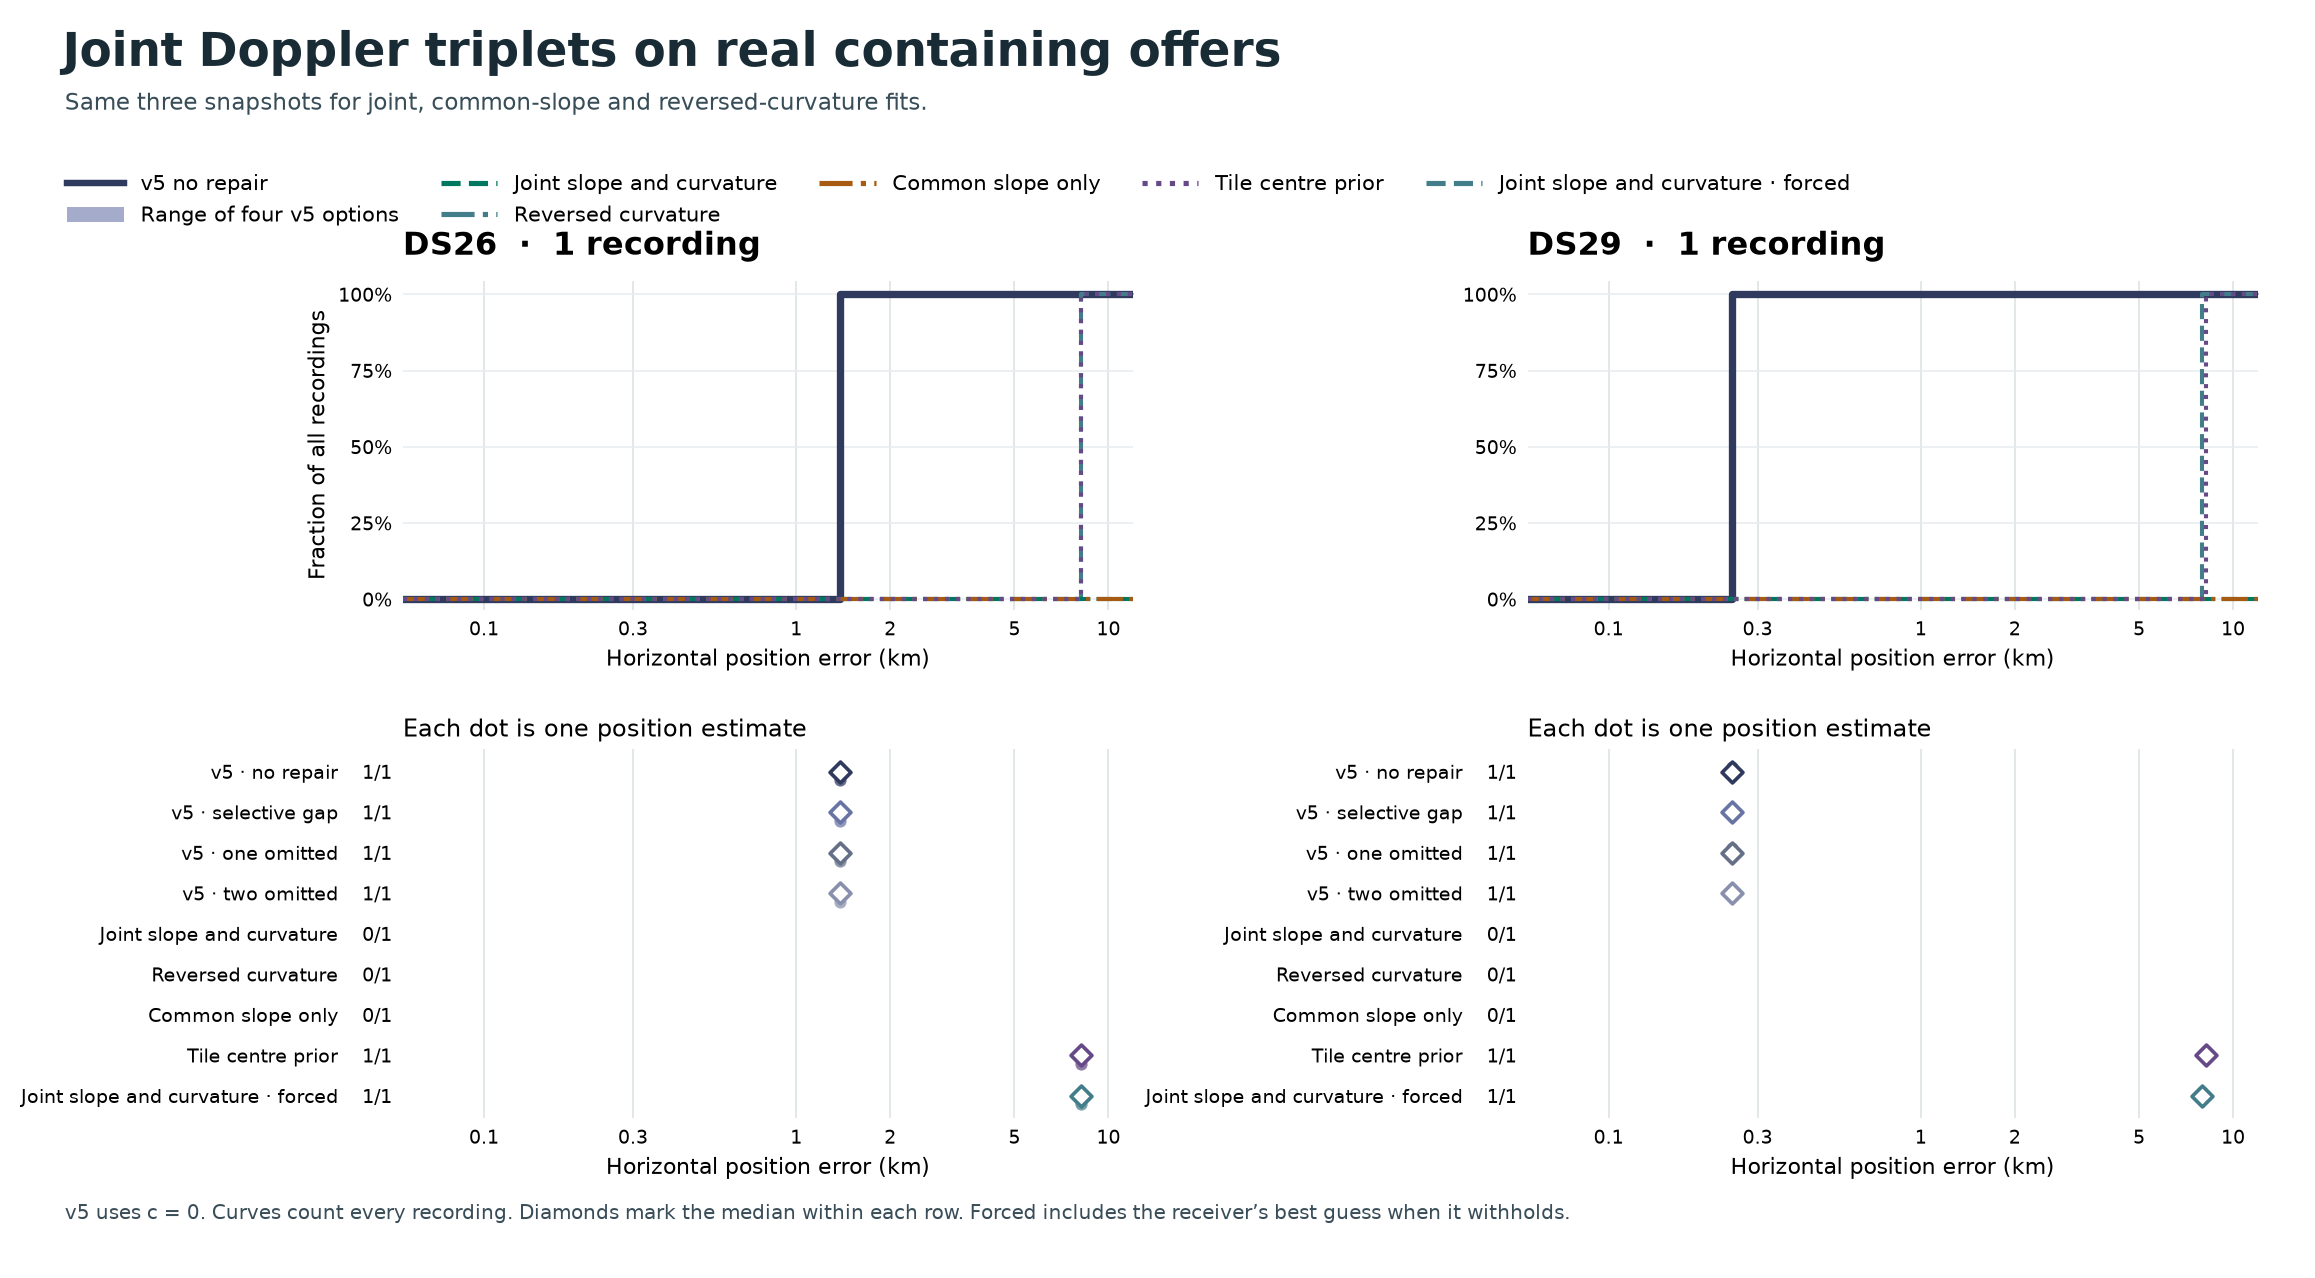 Joint Doppler triplets on real containing offers
Same three snapshots for joint, common-slope and reversed-curvature fits.
v5 no repair
Joint slope and curvature
Common slope only
Tile centre prior
Joint slope and curvature · forced
Range of four v5 options
Reversed curvature
DS26 · 1 recording
100%
75%
50%
25%
0%
Fraction of all recordings
0.1 0.3 1 2 5 10
Horizontal position error (km)
DS29 · 1 recording
100%
75%
50%
25%
0%
0.1 0.3 1 2 5 10
Horizontal position error (km)
Each dot is one position estimate
v5 · no repair 1/1
v5 · selective gap 1/1
v5 · one omitted 1/1
v5 · two omitted 1/1
Joint slope and curvature 0/1
Reversed curvature 0/1
Common slope only 0/1
Tile centre prior 1/1
Joint slope and curvature · forced 1/1
0.1 0.3 1 2 5 10
Horizontal position error (km)
Each dot is one position estimate
v5 · no repair 1/1
v5 · selective gap 1/1
v5 · one omitted 1/1
v5 · two omitted 1/1
Joint slope and curvature 0/1
Reversed curvature 0/1
Common slope only 0/1
Tile centre prior 1/1
Joint slope and curvature · forced 1/1
0.1 0.3 1 2 5 10
Horizontal position error (km)
v5 uses c = 0. Curves count every recording. Diamonds mark the median within each row. Forced includes the receiver’s best guess when it withholds.